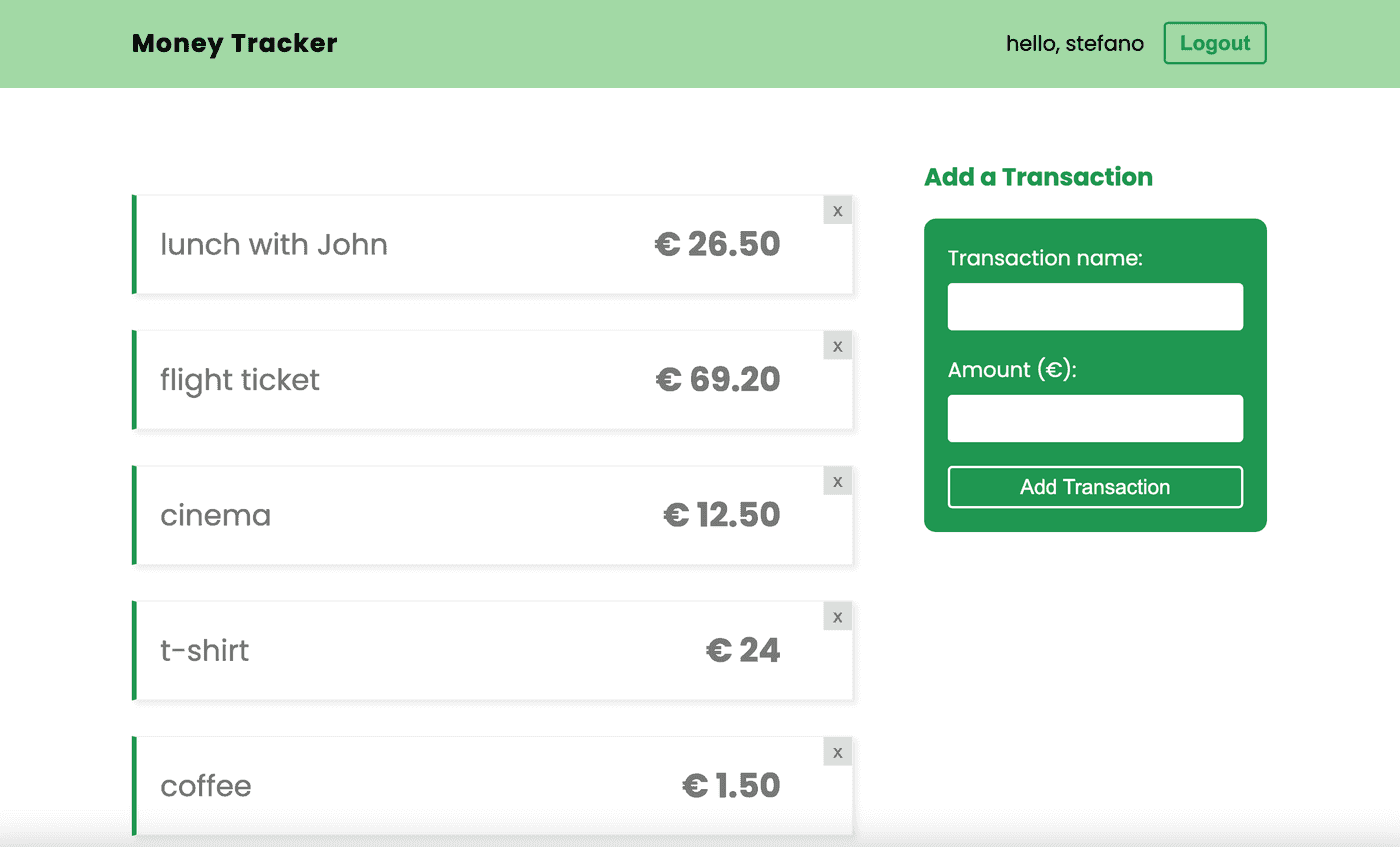 Money Tracker
hello, stefano
Logout
lunch with John
€ 26.50
x
flight ticket
€ 69.20
x
cinema
€ 12.50
x
t-shirt
€ 24
x
coffee
€ 1.50
x
Add a Transaction
Transaction name:
Amount (€):
Add Transaction